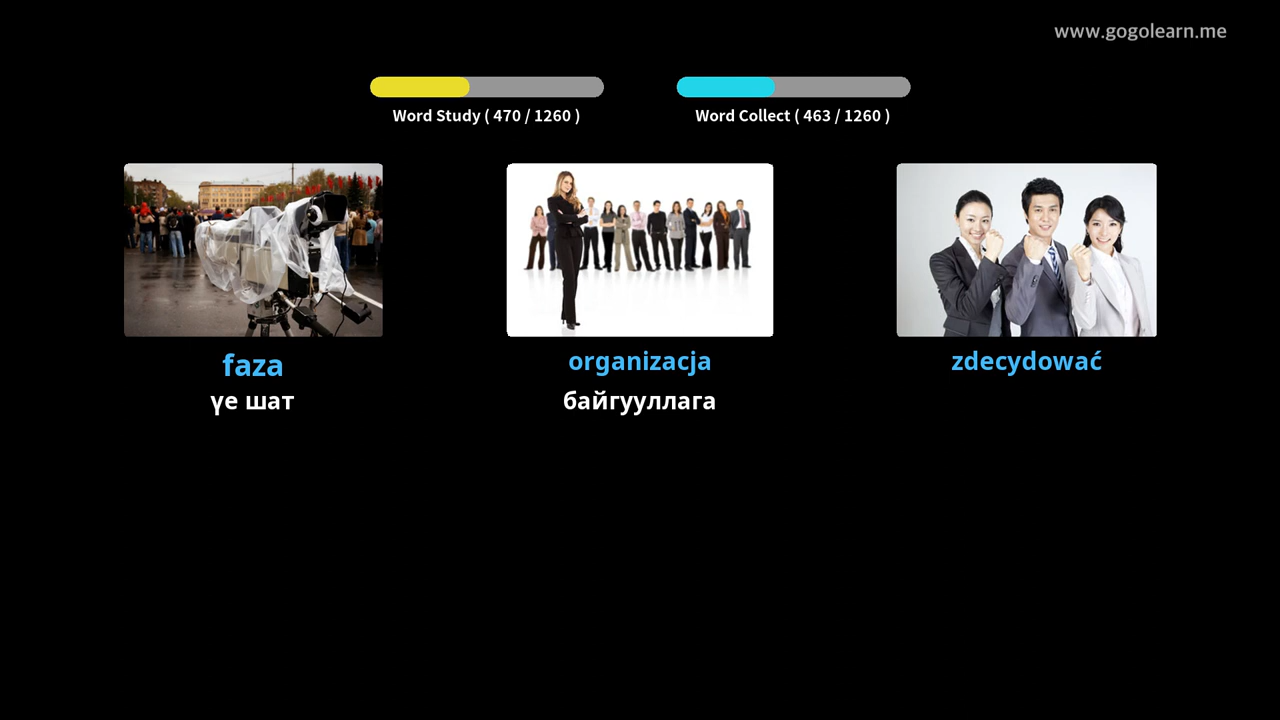 www.gogolearn.me
Word Study ( 470 / 1260 )
Word Collect ( 463 / 1260 )
faza
үе шат
organizacja
байгууллага
zdecydować